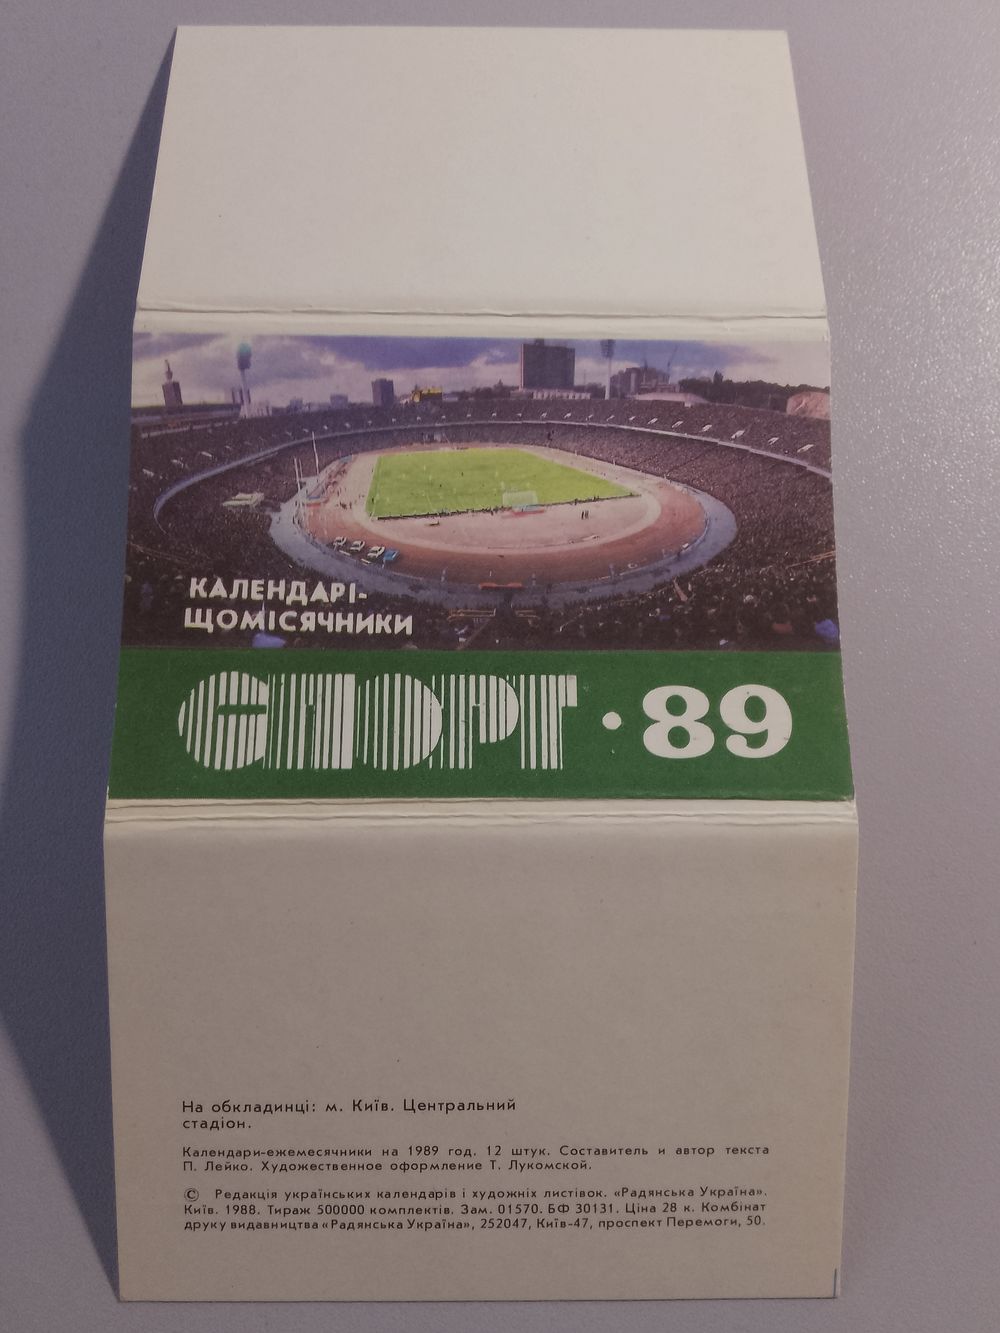 КАЛЕНДАРІ-
ЩОМІСЯЧНИКИ
СПОРТ·89
На обкладинці: м. Київ. Центральний
стадіон.
Календари-ежемесячники на 1989 год. 12 штук. Составитель и автор текста
П. Лейко. Художественное оформление Т. Лукомской.
© Редакція українських календарів і художніх листівок. «Радянська Україна».
Київ. 1988. Тираж 500000 комплектів. Зам. 01570. БФ 30131. Ціна 28 к. Комбінат
друку видавництва «Радянська Україна», 252047, Київ-47, проспект Перемоги, 50.